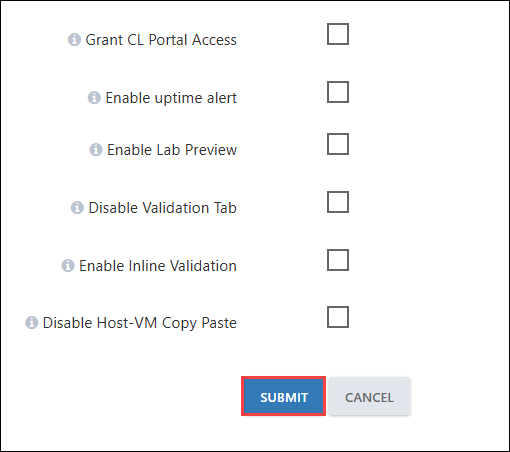 Grant CL Portal Access
Enable uptime alert
Enable Lab Preview
Disable Validation Tab
Enable Inline Validation
Disable Host-VM Copy Paste
SUBMIT CANCEL